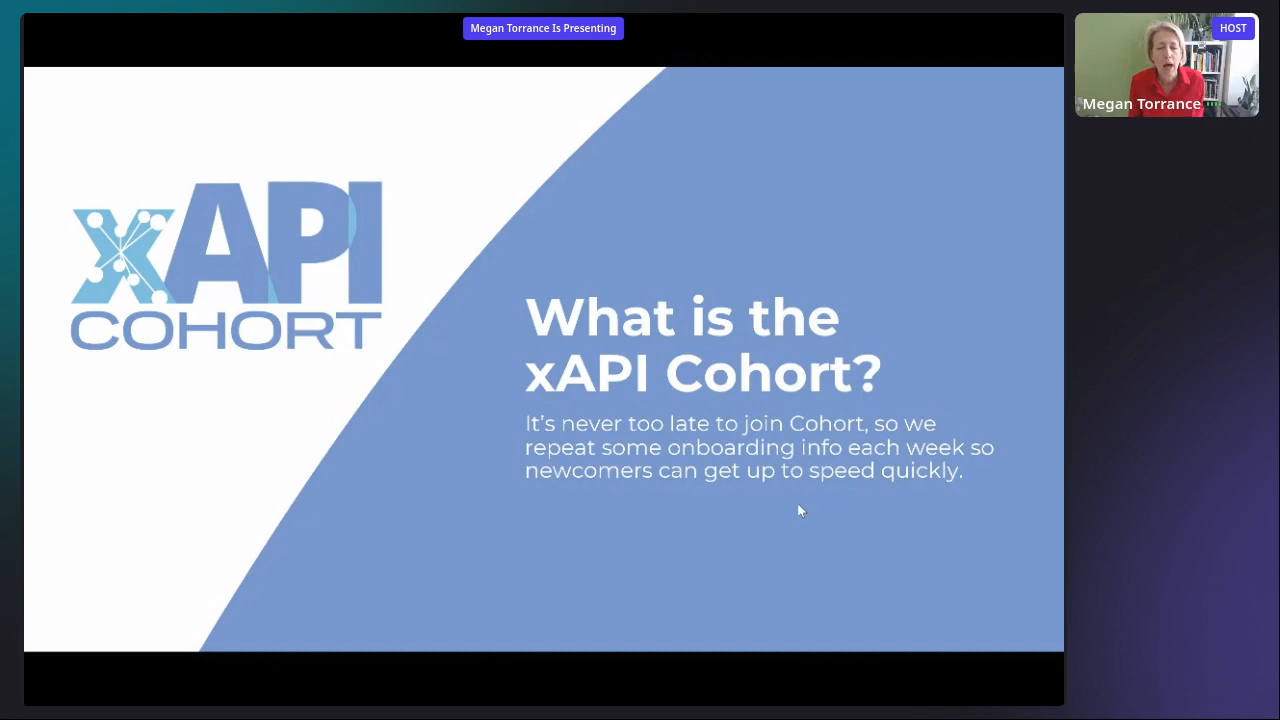 Megan Torrance Is Presenting
HOST
Megan Torrance
xAPI
COHORT
What is the
xAPI Cohort?
It's never too late to join Cohort, so we
repeat some onboarding info each week so
newcomers can get up to speed quickly.